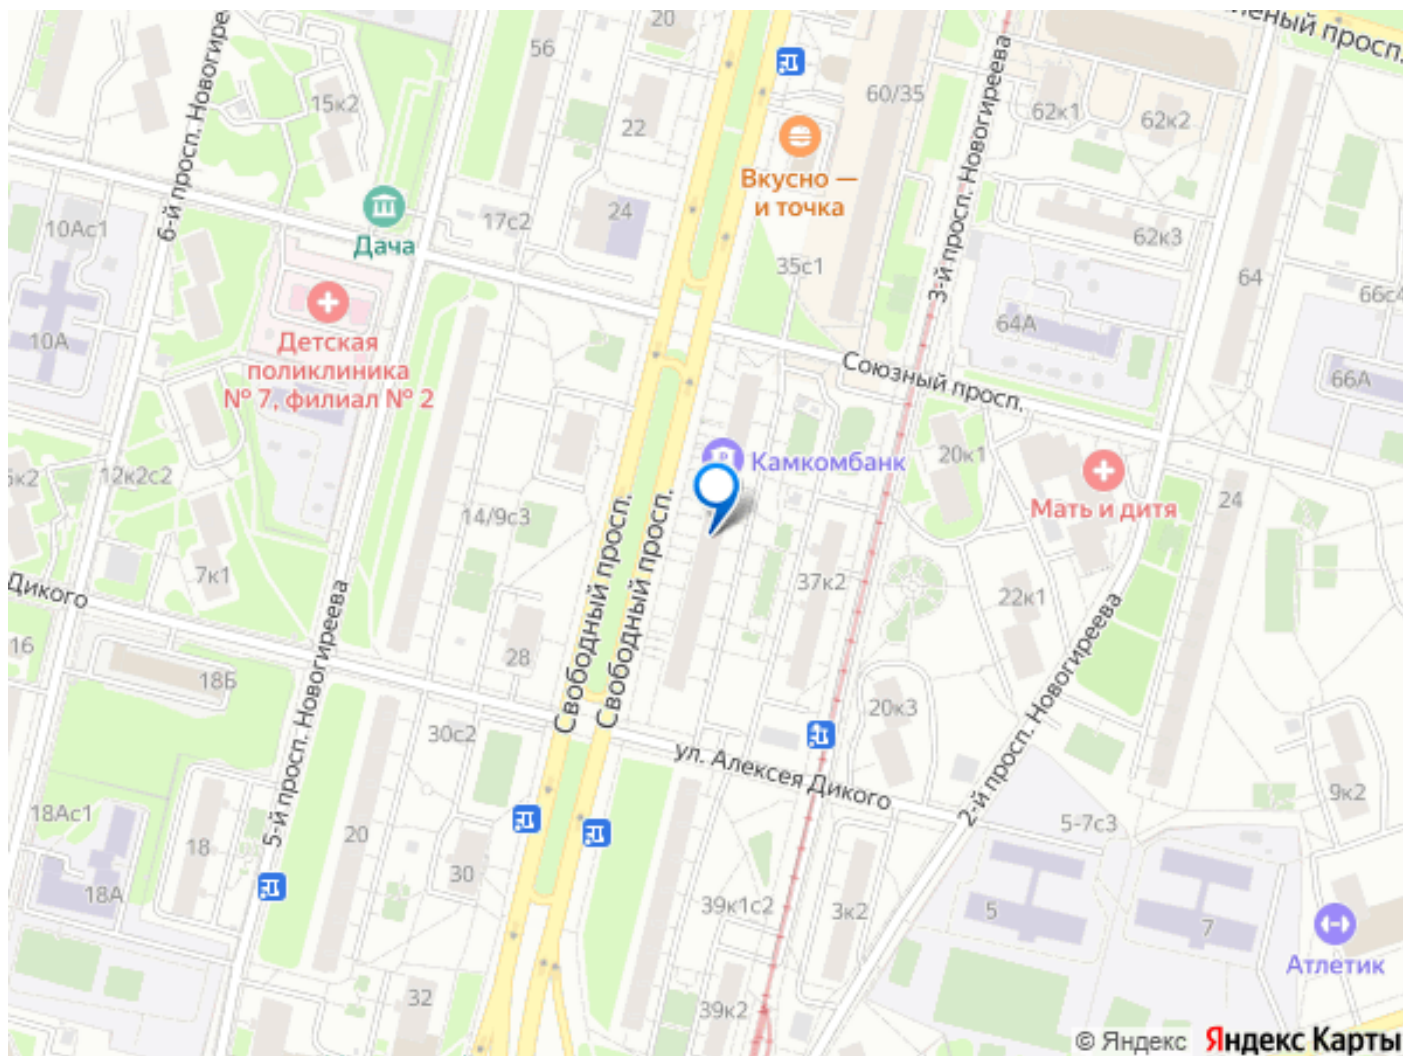 20
56
леный просп.
6-й просп. Новогирее
15к2
60/35
62к1
62к2
22
Вкусно —
и точка
3-й просп. Новогиреева
10Ас1
Дача
17с2
24
62к3
35с1
64
66с4
Детская
поликлиника
№ 7, филиал № 2
10А
64А
Союзный просп.
66А
Камкомбанк
20к1
Мать и дитя
24
12к2с2
14/9с3
Свободный просп.
Свободный просп.
7к1
Дикого
37к2
22к1
2-й просп. Новогиреева
16
5-й просп. Новогиреева
28
18Б
20к3
30с2
ул. Алексея Дикого
9к2
18Ас1
18
20
5-7с3
30
18А
39к1с2
3к2
5
7
Атлетик
32
39к2
© Яндекс
Яндекс Карты